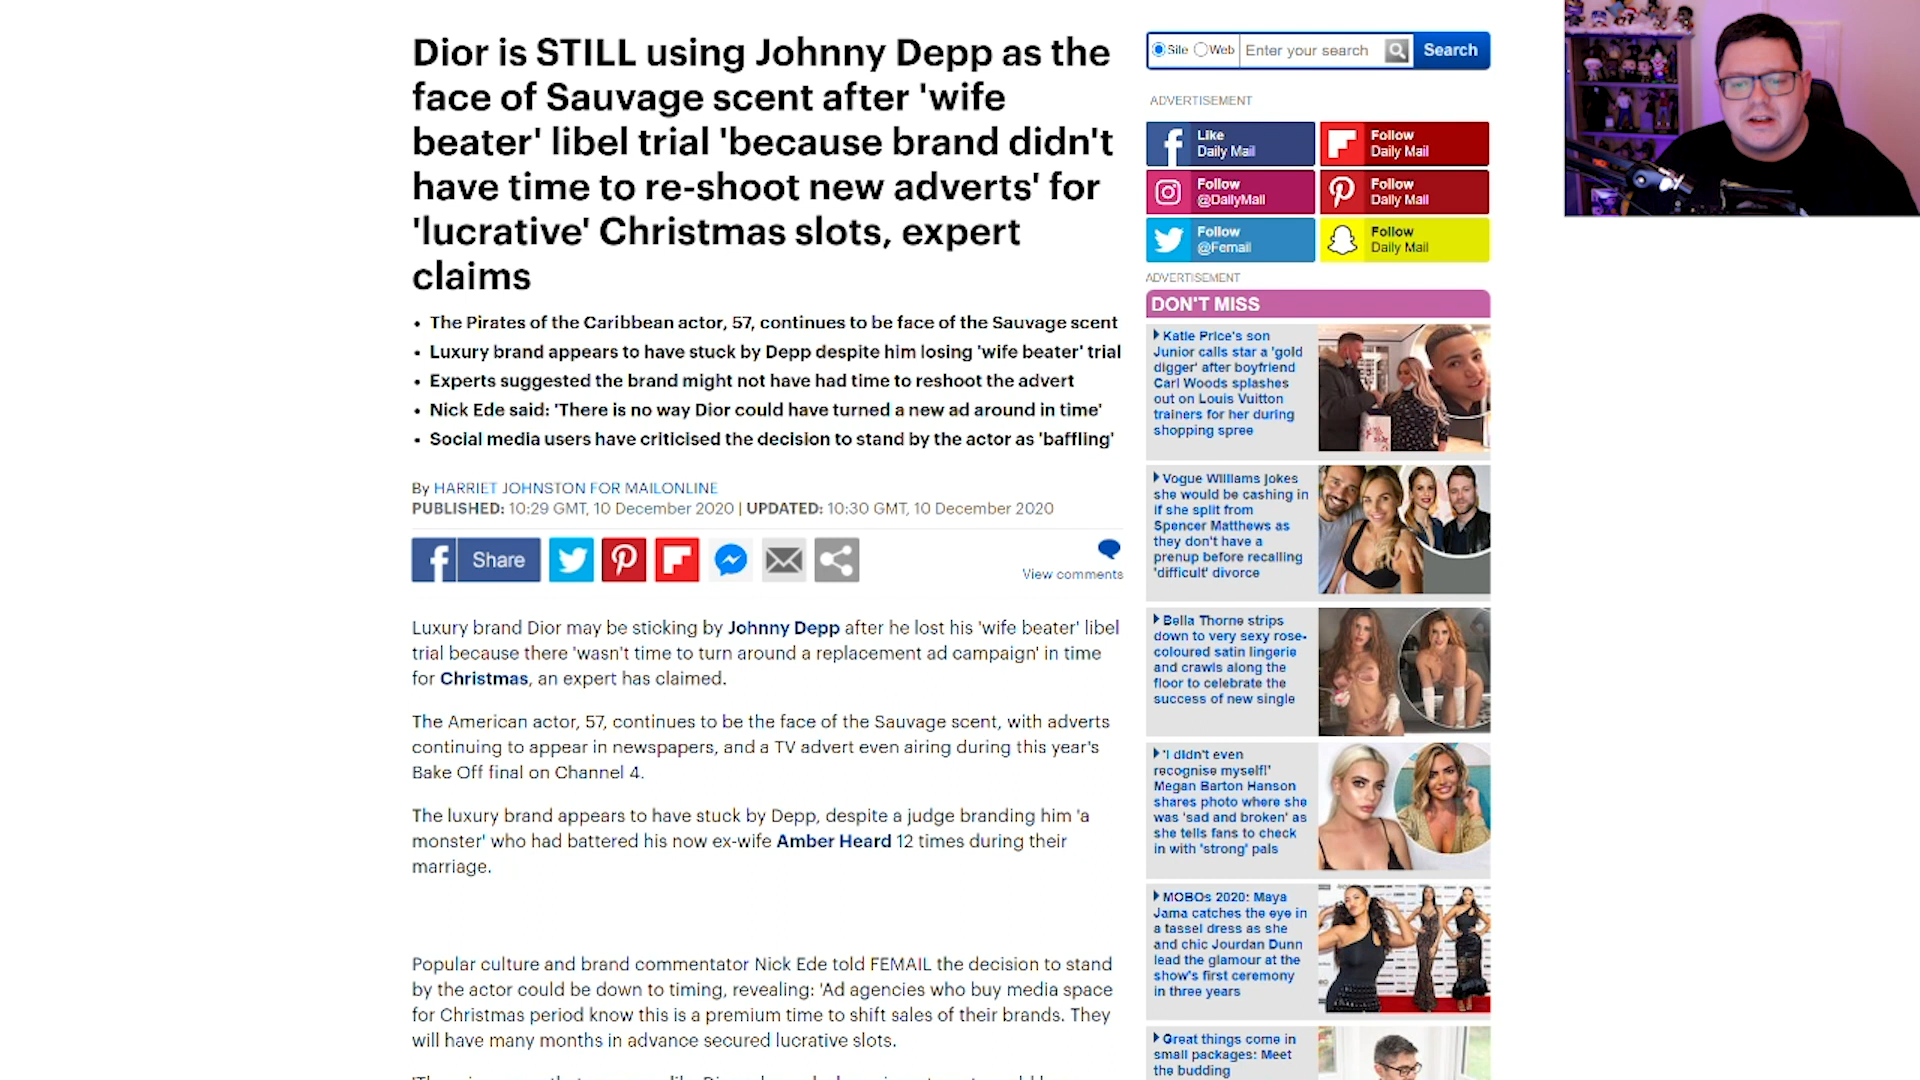 Dior is STILL using Johnny Depp as the
face of Sauvage scent after 'wife
beater' libel trial 'because brand didn't
have time to re-shoot new adverts' for
'lucrative' Christmas slots, expert
claims
• The Pirates of the Caribbean actor, 57, continues to be face of the Sauvage scent
• Luxury brand appears to have stuck by Depp despite him losing 'wife beater' trial
• Experts suggested the brand might not have had time to reshoot the advert
• Nick Ede said: 'There is no way Dior could have turned a new ad around in time'
• Social media users have criticised the decision to stand by the actor as 'baffling'
By HARRIET JOHNSTON FOR MAILONLINE
PUBLISHED: 10:29 GMT, 10 December 2020 | UPDATED: 10:30 GMT, 10 December 2020
Share
View comments
Luxury brand Dior may be sticking by Johnny Depp after he lost his 'wife beater' libel
trial because there 'wasn't time to turn around a replacement ad campaign' in time
for Christmas, an expert has claimed.
The American actor, 57, continues to be the face of the Sauvage scent, with adverts
continuing to appear in newspapers, and a TV advert even airing during this year's
Bake Off final on Channel 4.
The luxury brand appears to have stuck by Depp, despite a judge branding him 'a
monster' who had battered his now ex-wife Amber Heard 12 times during their
marriage.
Popular culture and brand commentator Nick Ede told FEMAIL the decision to stand
by the actor could be down to timing, revealing: 'Ad agencies who buy media space
for Christmas period know this is a premium time to shift sales of their brands. They
will have many months in advance secured lucrative slots.
Site Web Enter your search Search
ADVERTISEMENT
Like
Daily Mail
Follow
Daily Mail
Follow
@DailyMail
Follow
Daily Mail
Follow
@Femail
Follow
Daily Mail
ADVERTISEMENT
DON'T MISS
Katie Price's son
Junior calls star a 'gold
digger' after boyfriend
Carl Woods splashes
out on Louis Vuitton
trainers for her during
shopping spree
Vogue Williams jokes
she would be cashing in
if she split from
Spencer Matthews as
they don't have a
prenup before recalling
'difficult' divorce
Bella Thorne strips
down to very sexy rose-
coloured satin lingerie
and crawls along the
floor to celebrate the
success of new single
'I didn't even
recognise myself!'
Megan Barton Hanson
shares photo where she
was 'sad and broken' as
she tells fans to check
in with 'strong' pals
MOBOs 2020: Maya
Jama catches the eye in
a tassel dress as she
and chic Jourdan Dunn
lead the glamour at the
show's first ceremony
in three years
Great things come in
small packages: Meet
the budding